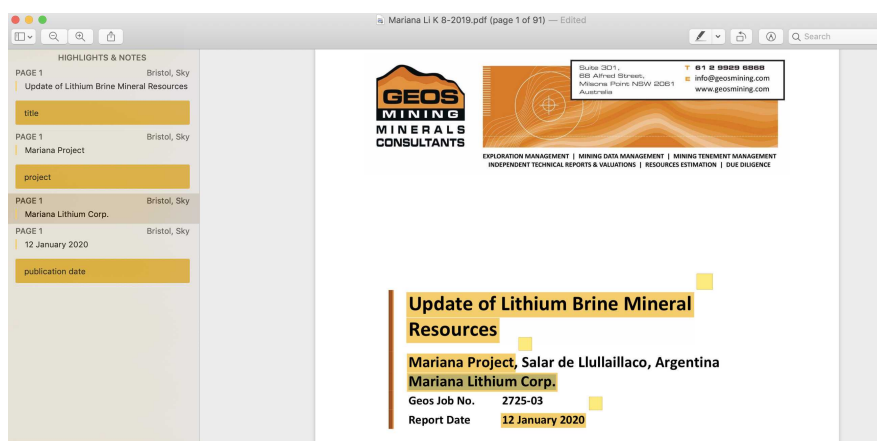 Mariana Li K 8-2019.pdf (page 1 of 91) — Edited
Search
HIGHLIGHTS & NOTES
PAGE 1 Bristol, Sky
Update of Lithium Brine Mineral Resources
title
PAGE 1 Bristol, Sky
Mariana Project
project
PAGE 1 Bristol, Sky
Mariana Lithium Corp.
PAGE 1 Bristol, Sky
12 January 2020
publication date
GEOS
MINING
MINERALS
CONSULTANTS
Suite 301,
68 Alfred Street,
Milsons Point NSW 2061
Australia
T 61 2 9929 6868
E info@geosmining.com
www.geosmining.com
EXPLORATION MANAGEMENT | MINING DATA MANAGEMENT | MINING TENEMENT MANAGEMENT
INDEPENDENT TECHNICAL REPORTS & VALUATIONS | RESOURCES ESTIMATION | DUE DILIGENCE
Update of Lithium Brine Mineral
Resources
Mariana Project, Salar de Llullaillaco, Argentina
Mariana Lithium Corp.
Geos Job No. 2725-03
Report Date 12 January 2020